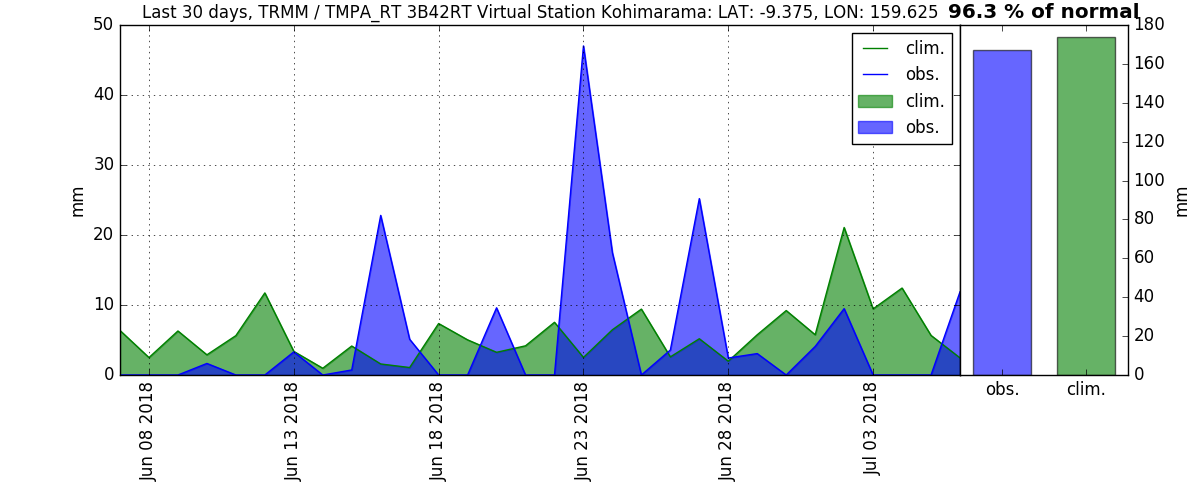 Last 30 days, TRMM / TMPA_RT 3B42RT Virtual Station Kohimarama: LAT: -9.375, LON: 159.625
96.3 % of normal
50
40
30
20
10
0
mm
clim.
obs.
clim.
obs.
Jun 08 2018
Jun 13 2018
Jun 18 2018
Jun 23 2018
Jun 28 2018
Jul 03 2018
180
160
140
120
100
80
60
40
20
0
mm
obs.
clim.